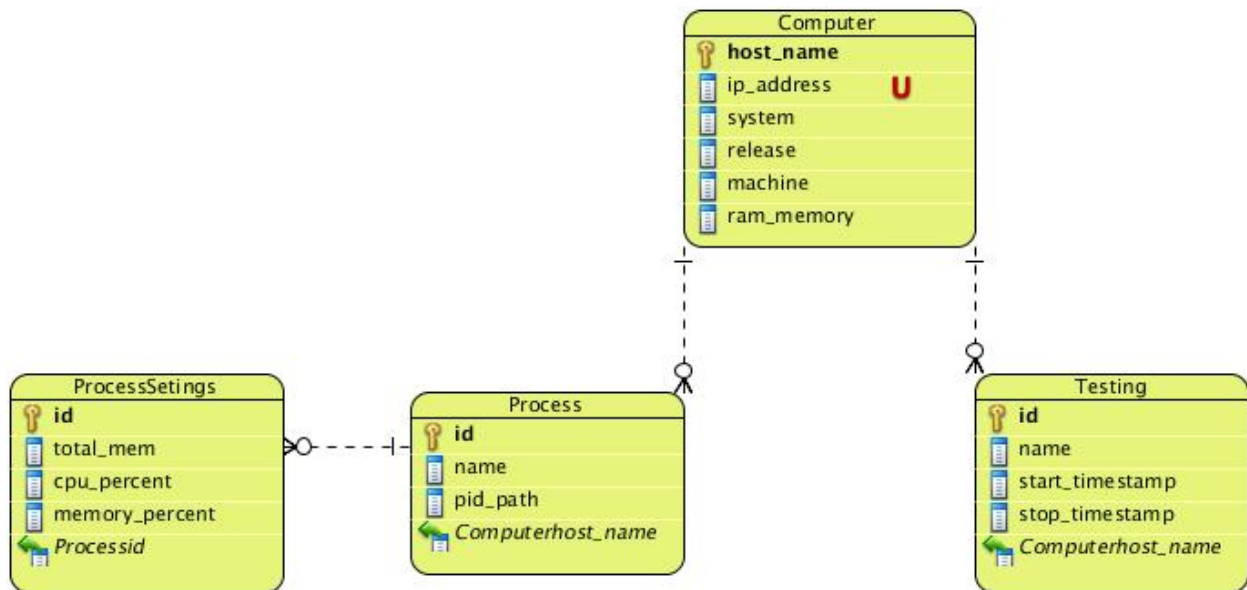 Computer
host_name
ip_address U
system
release
machine
ram_memory
ProcessSetings
id
total_mem
cpu_percent
memory_percent
Processid
Process
id
name
pid_path
Computerhost_name
Testing
id
name
start_timestamp
stop_timestamp
Computerhost_name